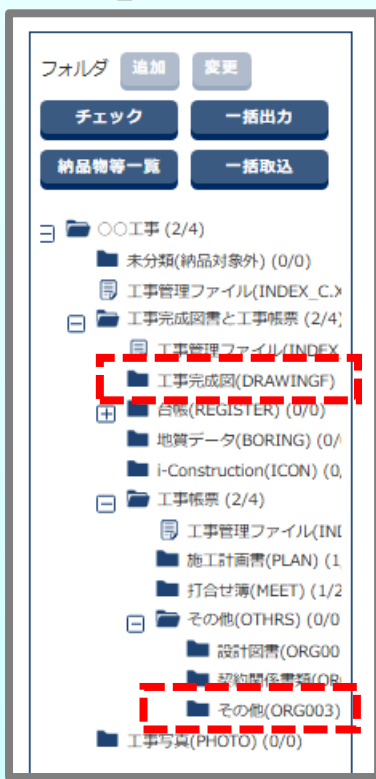 フォルダ 追加 変更
チェック 一括出力
納品物等一覧 一括取込
○○工事 (2/4)
未分類(納品対象外) (0/0)
工事管理ファイル(INDEX_C.X
工事完成図書と工事帳票 (2/4)
工事管理ファイル(INDEX
工事完成図(DRAWINGF)
台帳(REGISTER) (0/0)
地質データ(BORING) (0/
i-Construction(ICON) (0,
工事帳票 (2/4)
工事管理ファイル(IND
施工計画書(PLAN) (1,
打合せ簿(MEET) (1/2
その他(OTHRS) (0/0
設計図書(ORG00
契約関係書類(OR
その他(ORG003)
工事写真(PHOTO) (0/0)